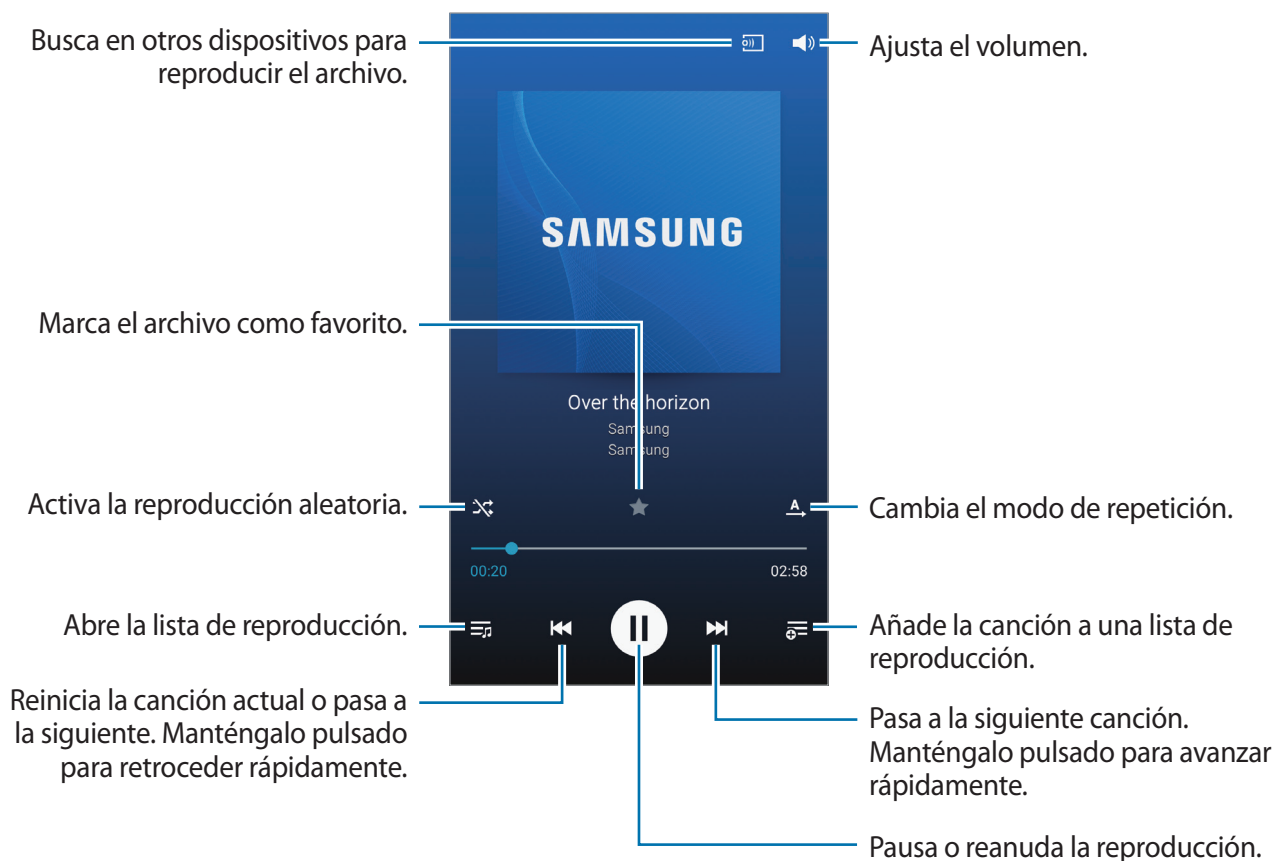 Busca en otros dispositivos para
reproducir el archivo.
Ajusta el volumen.
SAMSUNG
Marca el archivo como favorito.
Over the horizon
Samsung
Samsung
Activa la reproducción aleatoria.
A
Cambia el modo de repetición.
00:20
02:58
Abre la lista de reproducción.
Añade la canción a una lista de
reproducción.
Reinicia la canción actual o pasa a
la siguiente. Manténgalo pulsado
para retroceder rápidamente.
Pasa a la siguiente canción.
Manténgalo pulsado para avanzar
rápidamente.
Pausa o reanuda la reproducción.